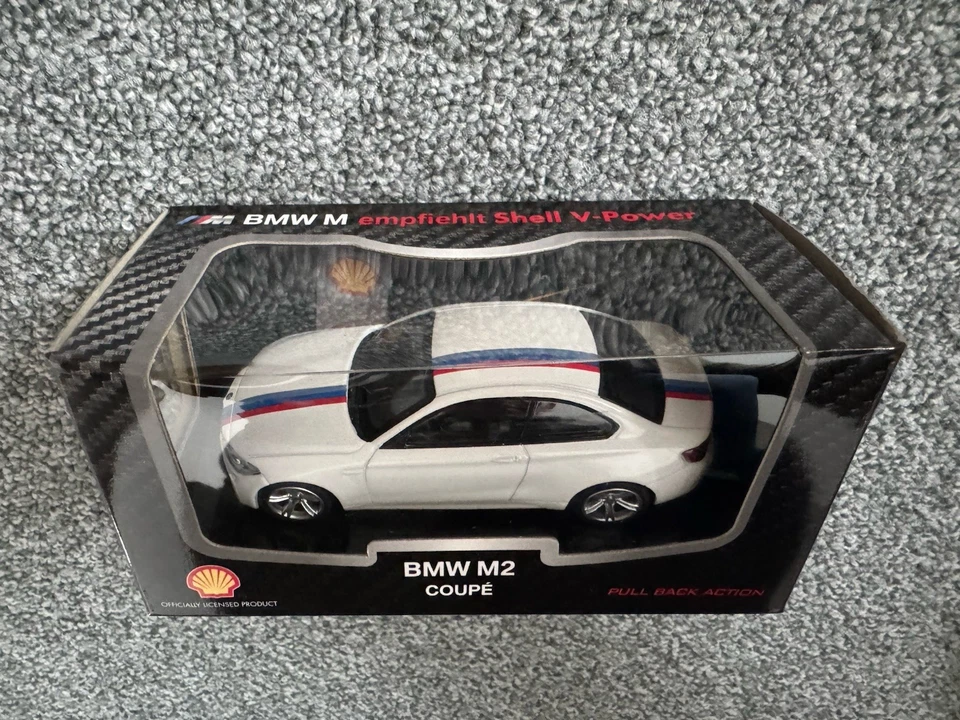 M BMW M empfiehlt Shell V-Power
BMW M2
COUPÉ
OFFICIALLY LICENSED PRODUCT
PULL BACK ACTION